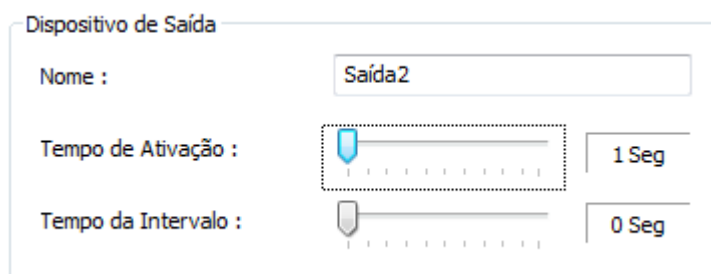 Dispositivo de Saída
Nome : Saída2
Tempo de Ativação : 1 Seg
Tempo da Intervalo : 0 Seg